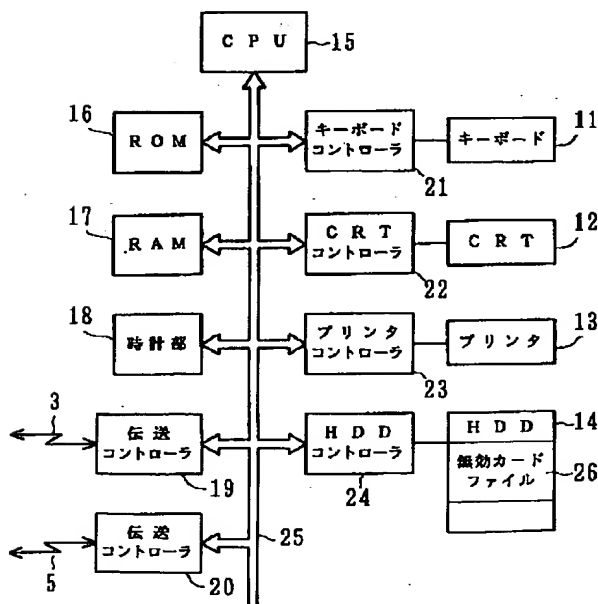 CPU
15
16
ROM
キーボード
コントローラ
21
キーボード
11
17
RAM
CRT
コントローラ
22
CRT
12
18
時計部
プリンタ
コントローラ
23
プリンタ
13
3
伝送
コントローラ
19
HDD
コントローラ
24
HDD
14
無効カード
ファイル
26
5
伝送
コントローラ
20
25